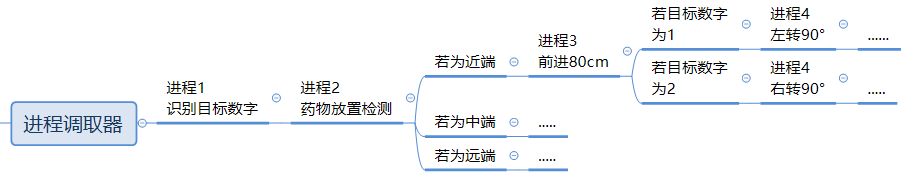 进程调取器
进程1
识别目标数字
进程2
药物放置检测
若为近端
进程3
前进80cm
若目标数字
为1
进程4
左转90°
......
若目标数字
为2
进程4
右转90°
.....
若为中端
.....
若为远端
.....